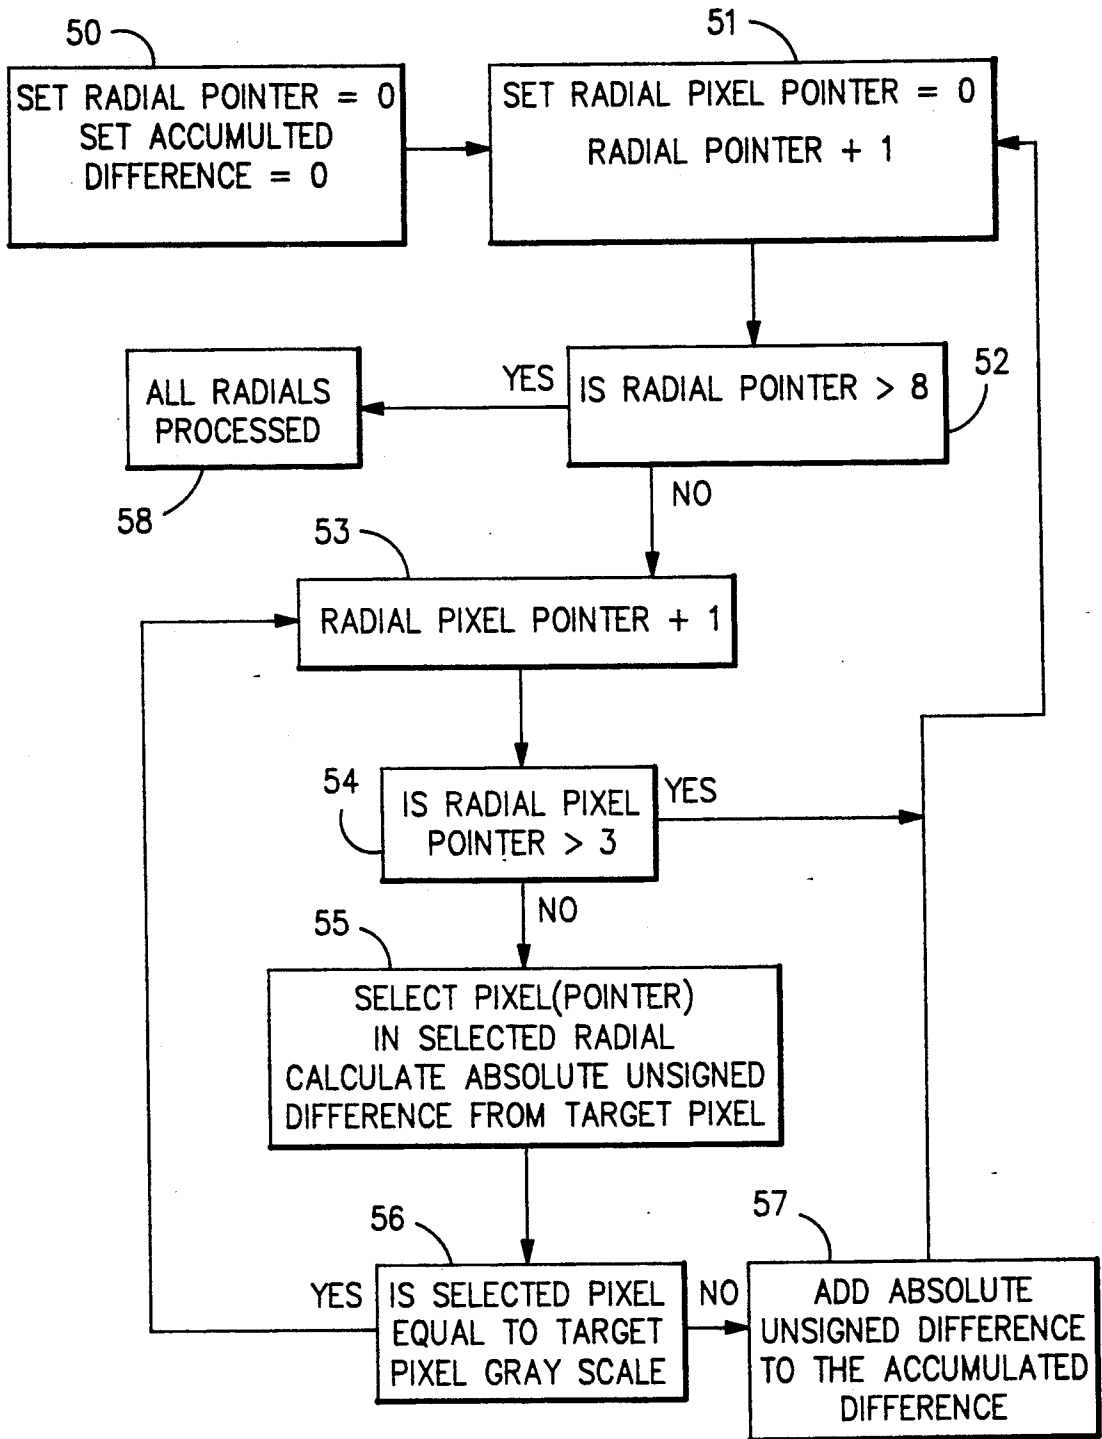 50
SET RADIAL POINTER = 0
SET ACCUMULTED
DIFFERENCE = 0
51
SET RADIAL PIXEL POINTER = 0
RADIAL POINTER + 1
52
IS RADIAL POINTER > 8
YES
NO
ALL RADIALS
PROCESSED
58
53
RADIAL PIXEL POINTER + 1
54
IS RADIAL PIXEL
POINTER > 3
YES
NO
55
SELECT PIXEL(POINTER)
IN SELECTED RADIAL
CALCULATE ABSOLUTE UNSIGNED
DIFFERENCE FROM TARGET PIXEL
56
YES
IS SELECTED PIXEL
EQUAL TO TARGET
PIXEL GRAY SCALE
NO
57
ADD ABSOLUTE
UNSIGNED DIFFERENCE
TO THE ACCUMULATED
DIFFERENCE